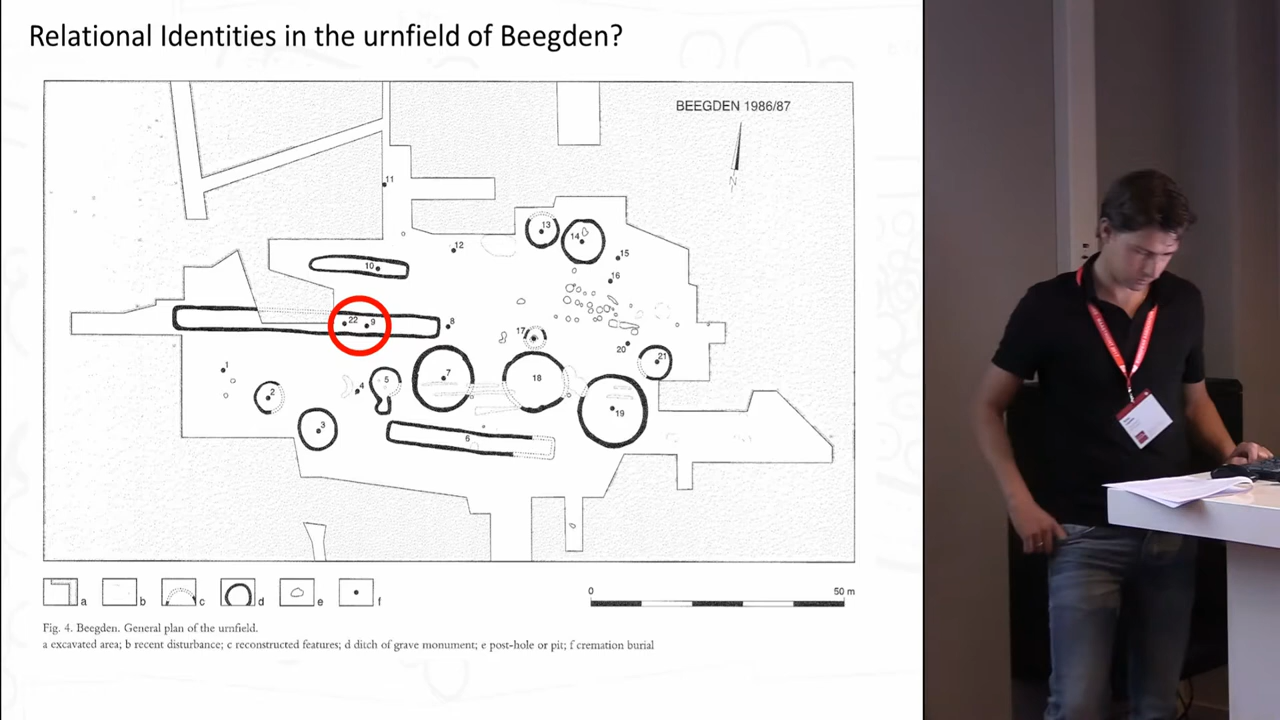 Relational Identities in the urnfield of Beegden?
BEEGDEN 1986/87
N
11
13
14
12
15
10
16
22 9 8
17
20
21
1
5
7
4
18
2
19
3
6
a b c d e f
0 50 m
Fig. 4. Beegden. General plan of the urnfield.
a excavated area; b recent disturbance; c reconstructed features; d ditch of grave monument; e post-hole or pit; f cremation burial